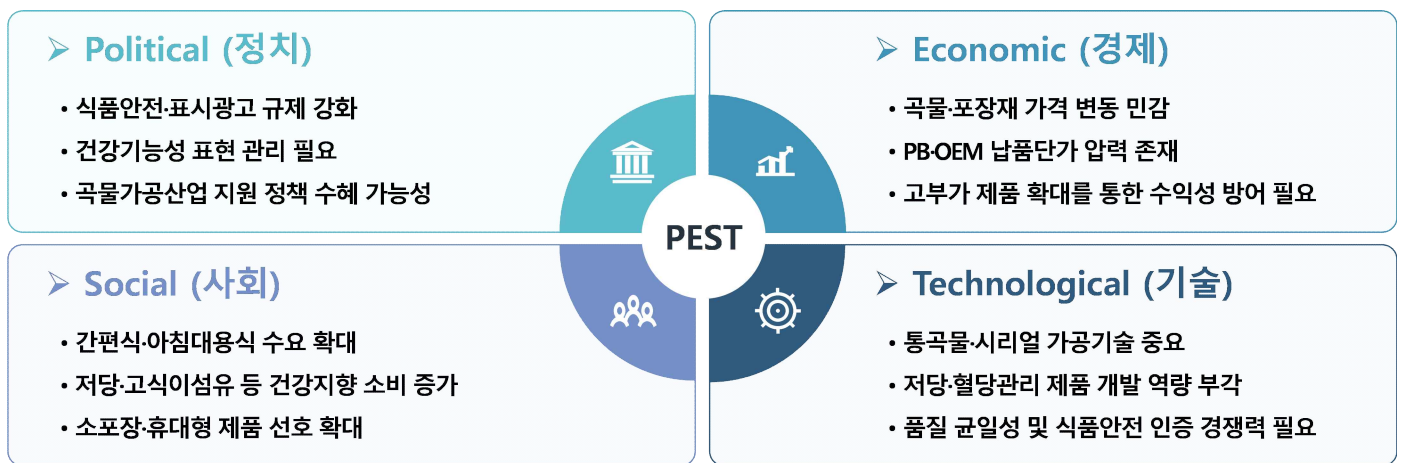 ➢ Political (정치)
• 식품안전·표시광고 규제 강화
• 건강기능성 표현 관리 필요
• 곡물가공산업 지원 정책 수혜 가능성
➢ Economic (경제)
• 곡물·포장재 가격 변동 민감
• PB·OEM 납품단가 압력 존재
• 고부가 제품 확대를 통한 수익성 방어 필요
PEST
➢ Social (사회)
• 간편식·아침대용식 수요 확대
• 저당·고식이섬유 등 건강지향 소비 증가
• 소포장·휴대형 제품 선호 확대
➢ Technological (기술)
• 통곡물·시리얼 가공기술 중요
• 저당·혈당관리 제품 개발 역량 부각
• 품질 균일성 및 식품안전 인증 경쟁력 필요